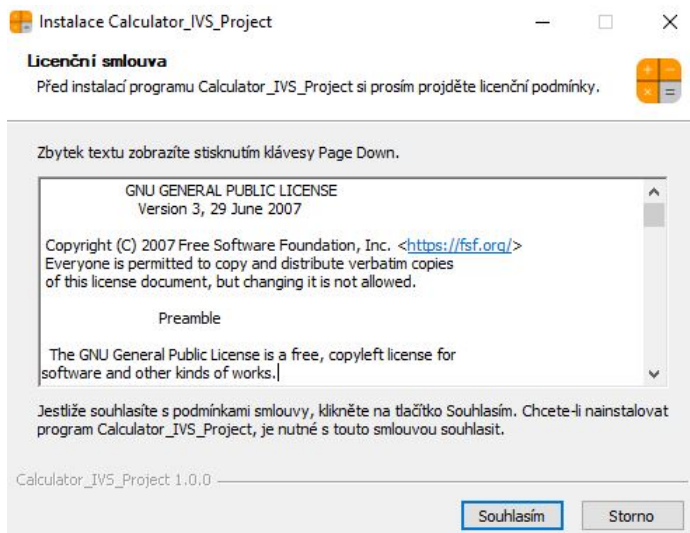 Instalace Calculator_IVS_Project
Licenční smlouva
Před instalací programu Calculator_IVS_Project si prosím projděte licenční podmínky.
Zbytek textu zobrazíte stisknutím klávesy Page Down.
GNU GENERAL PUBLIC LICENSE
Version 3, 29 June 2007
Copyright (C) 2007 Free Software Foundation, Inc. <https://fsf.org/>
Everyone is permitted to copy and distribute verbatim copies
of this license document, but changing it is not allowed.
Preamble
The GNU General Public License is a free, copyleft license for
software and other kinds of works.
Jestliže souhlasíte s podmínkami smlouvy, klikněte na tlačítko Souhlasím. Chcete-li nainstalovat
program Calculator_IVS_Project, je nutné s touto smlouvou souhlasit.
Calculator_IVS_Project 1.0.0
Souhlasím Storno